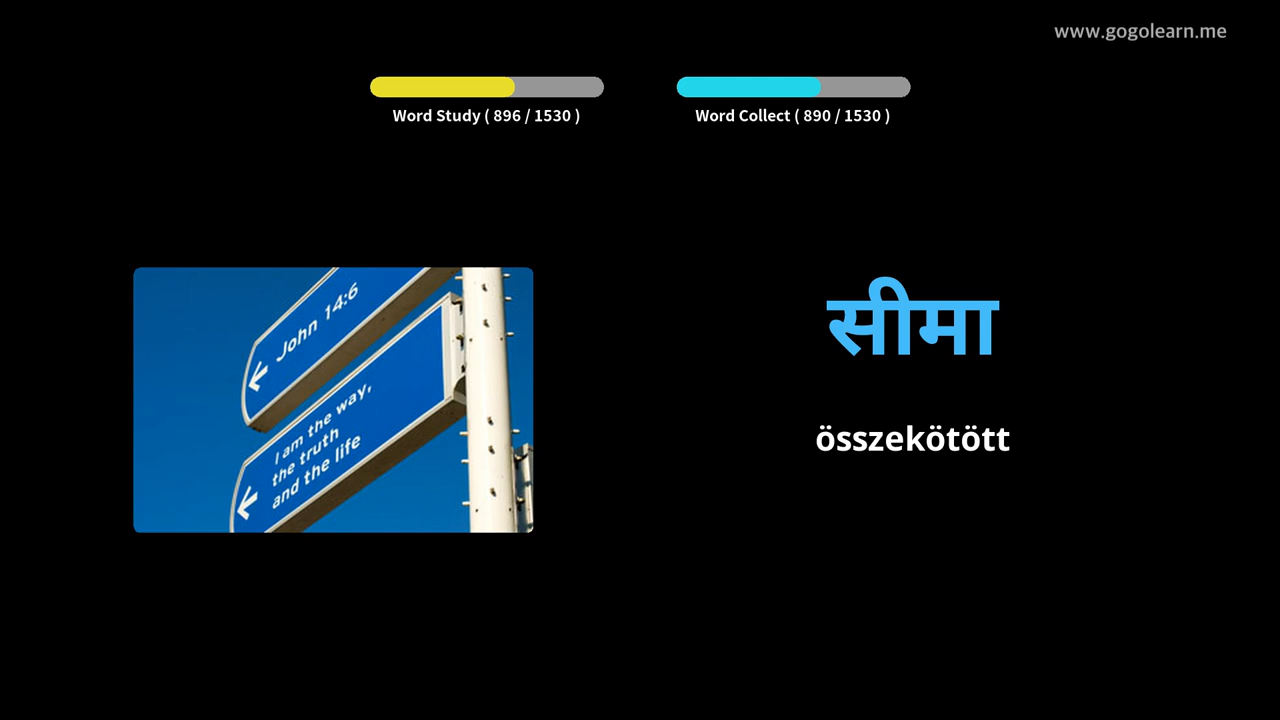 www.gogolearn.me
Word Study ( 896 / 1530 )
Word Collect ( 890 / 1530 )
John 14:6
I am the way,
the truth
and the life
सीमा
összekötött